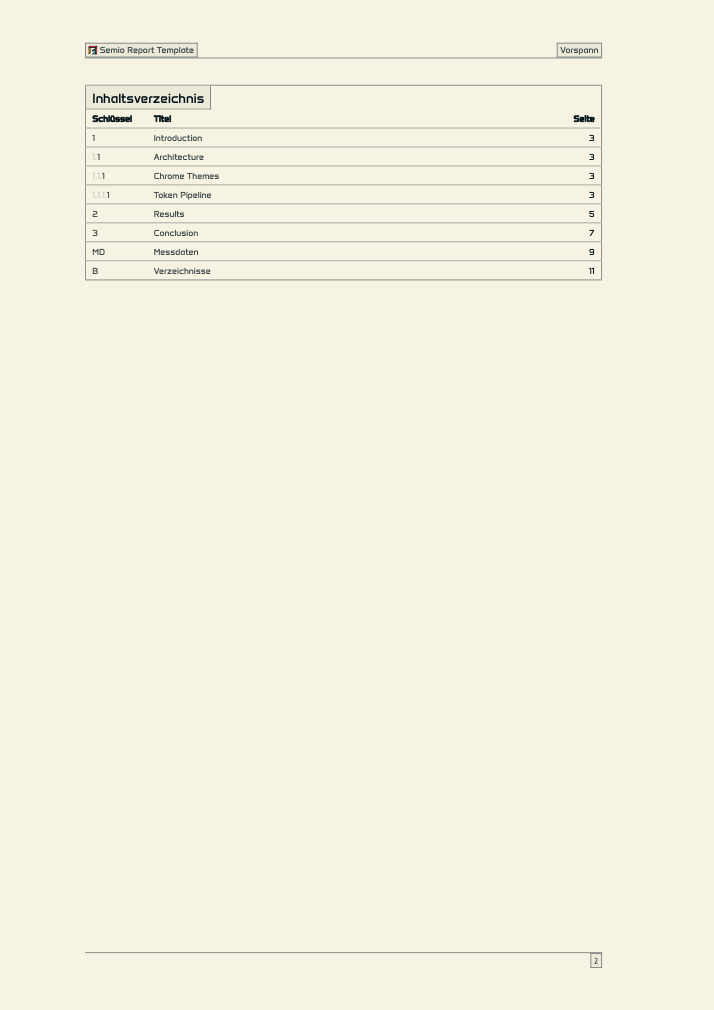 Semio Report Template Vorspann
Inhaltsverzeichnis
Schlüssel Titel Seite
1 Introduction 3
1.1 Architecture 3
1.1.1 Chrome Themes 3
1.1.1.1 Token Pipeline 3
2 Results 5
3 Conclusion 7
MD Messdaten 9
B Verzeichnisse 11
2